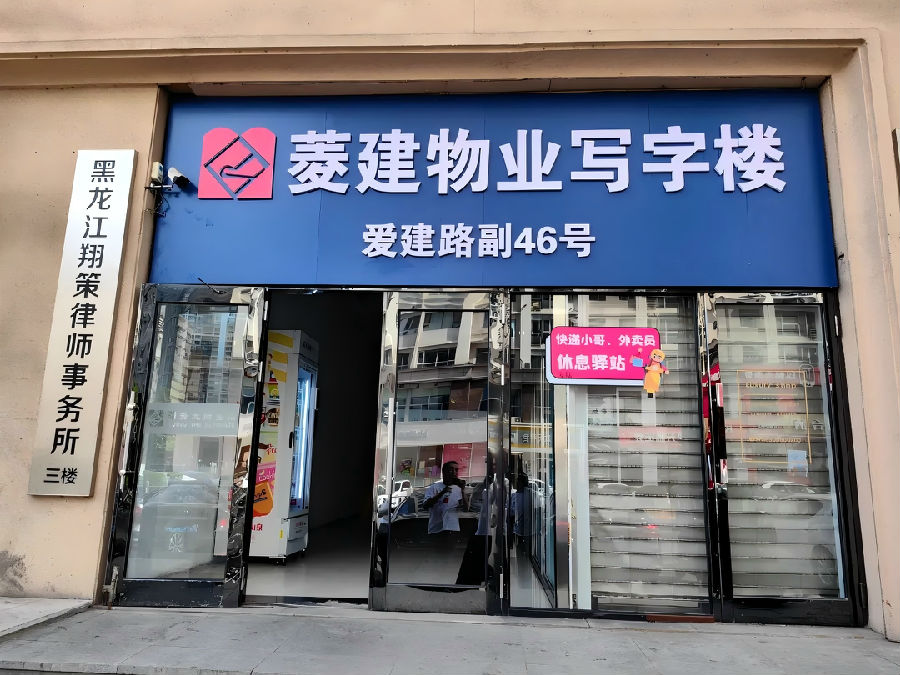 菱建物业写字楼
爱建路副46号
黑龙江翔策律师事务所
三楼
快递小哥、外卖员
休息驿站